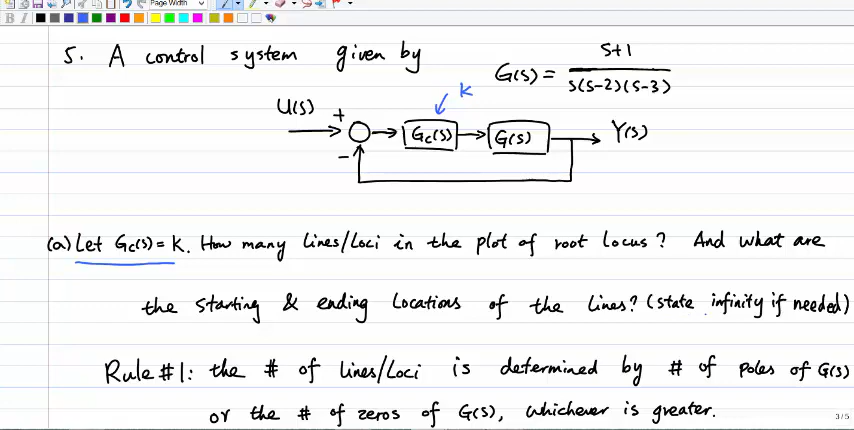 Page Width
B I
5. A control system given by
G(s) = S+1 / S(S-2)(S-3)
K
U(s) + Gc(s) G(s) Y(s)
-
(a) Let Gc(s) = K. How many lines/Loci in the plot of root locus? And what are
the starting & ending Locations of the lines? (state infinity if needed)
Rule #1: the # of lines/Loci is determined by # of poles of G(s)
or the # of zeros of G(s), whichever is greater.
3/5